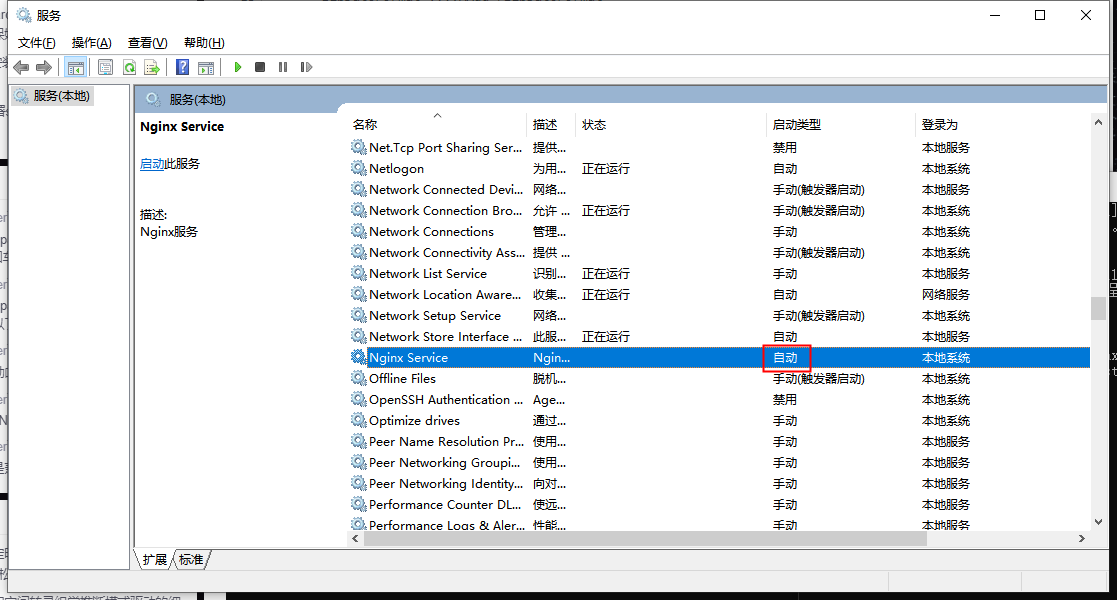 服务
文件(F) 操作(A) 查看(V) 帮助(H)
服务(本地)
服务(本地)
Nginx Service
启动此服务
描述:
Nginx服务
名称 描述 状态 启动类型 登录为
Net.Tcp Port Sharing Ser... 提供... 禁用 本地服务
Netlogon 为用... 正在运行 自动 本地系统
Network Connected Devi... 网络... 手动(触发器启动) 本地服务
Network Connection Bro... 允许 ... 正在运行 手动(触发器启动) 本地系统
Network Connections 管理... 手动 本地系统
Network Connectivity Ass... 提供 ... 手动(触发器启动) 本地系统
Network List Service 识别... 正在运行 手动 本地服务
Network Location Aware... 收集... 正在运行 自动 网络服务
Network Setup Service 网络... 手动(触发器启动) 本地系统
Network Store Interface ... 此服... 正在运行 自动 本地服务
Nginx Service Ngin... 自动 本地系统
Offline Files 脱机... 手动(触发器启动) 本地系统
OpenSSH Authentication ... Age... 禁用 本地系统
Optimize drives 通过... 手动 本地系统
Peer Name Resolution Pr... 使用... 手动 本地服务
Peer Networking Groupi... 使用... 手动 本地服务
Peer Networking Identity... 向对... 手动 本地服务
Performance Counter DL... 使远... 手动 本地服务
Performance Logs & Aler... 性能... 手动 本地服务
扩展 标准